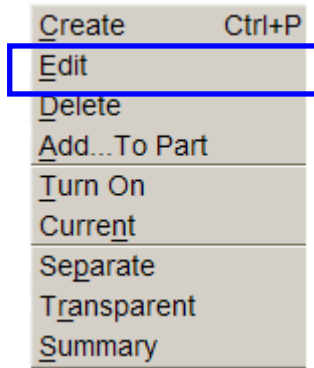 Create Ctrl+P
Edit
Delete
Add...To Part
Turn On
Current
Separate
Transparent
Summary